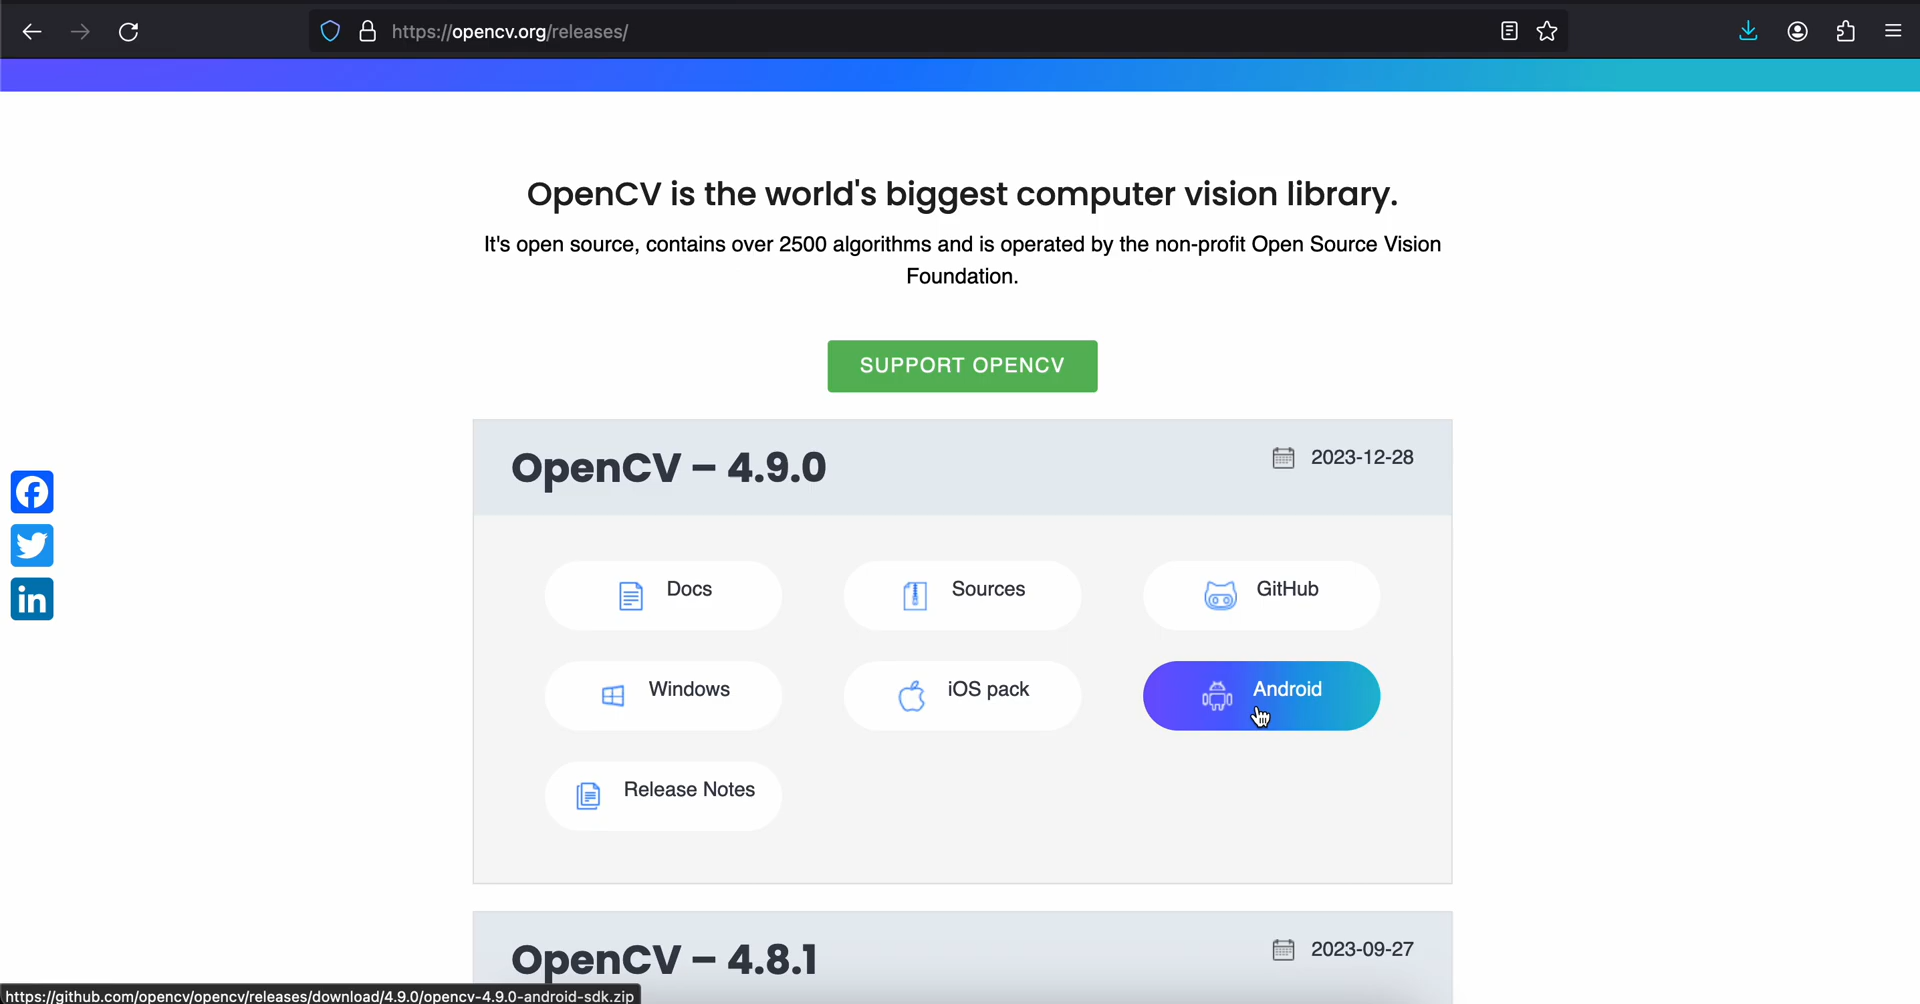 https://opencv.org/releases/
OpenCV is the world's biggest computer vision library.
It's open source, contains over 2500 algorithms and is operated by the non-profit Open Source Vision
Foundation.
SUPPORT OPENCV
OpenCV – 4.9.0
2023-12-28
Docs
Sources
GitHub
Windows
iOS pack
Android
Release Notes
OpenCV – 4.8.1
2023-09-27
https://github.com/opencv/opencv/releases/download/4.9.0/opencv-4.9.0-android-sdk.zip